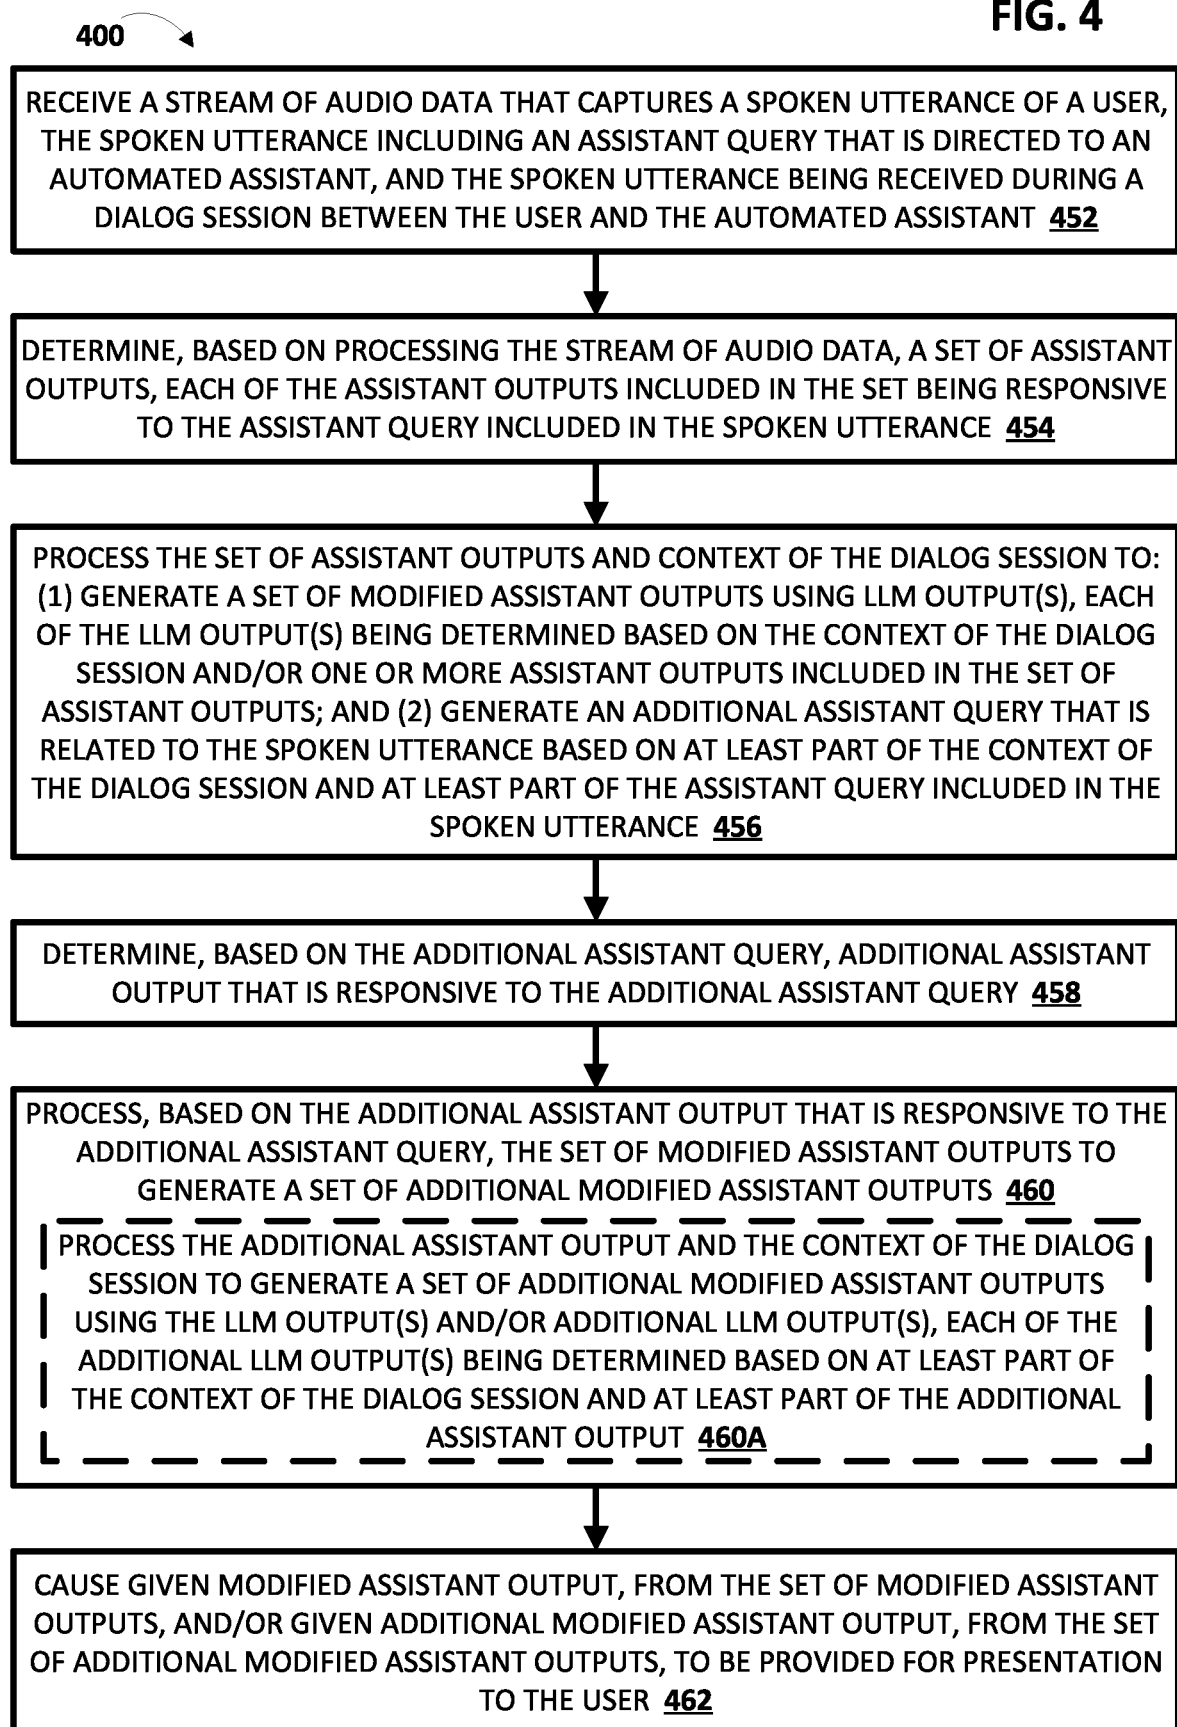 FIG. 4
400
RECEIVE A STREAM OF AUDIO DATA THAT CAPTURES A SPOKEN UTTERANCE OF A USER,
THE SPOKEN UTTERANCE INCLUDING AN ASSISTANT QUERY THAT IS DIRECTED TO AN
AUTOMATED ASSISTANT, AND THE SPOKEN UTTERANCE BEING RECEIVED DURING A
DIALOG SESSION BETWEEN THE USER AND THE AUTOMATED ASSISTANT 452
DETERMINE, BASED ON PROCESSING THE STREAM OF AUDIO DATA, A SET OF ASSISTANT
OUTPUTS, EACH OF THE ASSISTANT OUTPUTS INCLUDED IN THE SET BEING RESPONSIVE
TO THE ASSISTANT QUERY INCLUDED IN THE SPOKEN UTTERANCE 454
PROCESS THE SET OF ASSISTANT OUTPUTS AND CONTEXT OF THE DIALOG SESSION TO:
(1) GENERATE A SET OF MODIFIED ASSISTANT OUTPUTS USING LLM OUTPUT(S), EACH
OF THE LLM OUTPUT(S) BEING DETERMINED BASED ON THE CONTEXT OF THE DIALOG
SESSION AND/OR ONE OR MORE ASSISTANT OUTPUTS INCLUDED IN THE SET OF
ASSISTANT OUTPUTS; AND (2) GENERATE AN ADDITIONAL ASSISTANT QUERY THAT IS
RELATED TO THE SPOKEN UTTERANCE BASED ON AT LEAST PART OF THE CONTEXT OF
THE DIALOG SESSION AND AT LEAST PART OF THE ASSISTANT QUERY INCLUDED IN THE
SPOKEN UTTERANCE 456
DETERMINE, BASED ON THE ADDITIONAL ASSISTANT QUERY, ADDITIONAL ASSISTANT
OUTPUT THAT IS RESPONSIVE TO THE ADDITIONAL ASSISTANT QUERY 458
PROCESS, BASED ON THE ADDITIONAL ASSISTANT OUTPUT THAT IS RESPONSIVE TO THE
ADDITIONAL ASSISTANT QUERY, THE SET OF MODIFIED ASSISTANT OUTPUTS TO
GENERATE A SET OF ADDITIONAL MODIFIED ASSISTANT OUTPUTS 460
PROCESS THE ADDITIONAL ASSISTANT OUTPUT AND THE CONTEXT OF THE DIALOG
SESSION TO GENERATE A SET OF ADDITIONAL MODIFIED ASSISTANT OUTPUTS
USING THE LLM OUTPUT(S) AND/OR ADDITIONAL LLM OUTPUT(S), EACH OF THE
ADDITIONAL LLM OUTPUT(S) BEING DETERMINED BASED ON AT LEAST PART OF
THE CONTEXT OF THE DIALOG SESSION AND AT LEAST PART OF THE ADDITIONAL
ASSISTANT OUTPUT 460A
CAUSE GIVEN MODIFIED ASSISTANT OUTPUT, FROM THE SET OF MODIFIED ASSISTANT
OUTPUTS, AND/OR GIVEN ADDITIONAL MODIFIED ASSISTANT OUTPUT, FROM THE SET
OF ADDITIONAL MODIFIED ASSISTANT OUTPUTS, TO BE PROVIDED FOR PRESENTATION
TO THE USER 462